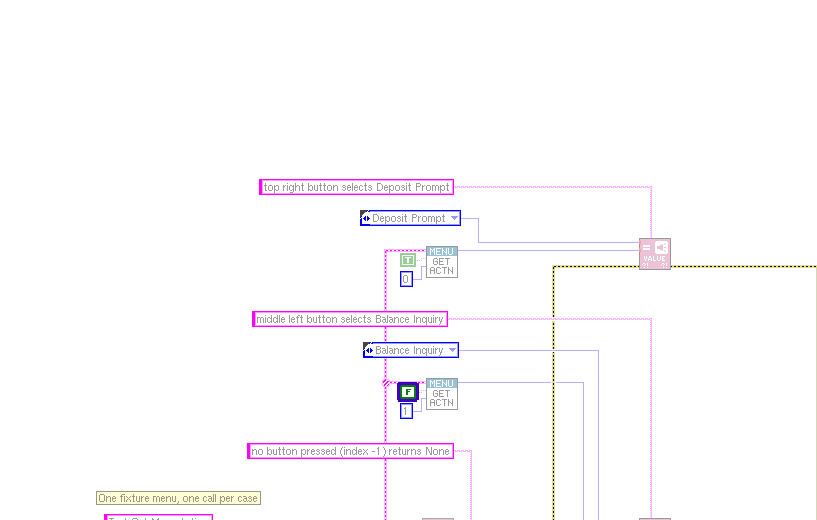 top right button selects Deposit Prompt
Deposit Prompt
MENU
GET
ACTN
T
0
=
VALUE
middle left button selects Balance Inquiry
Balance Inquiry
MENU
GET
ACTN
F
1
no button pressed (index -1) returns None
One fixture menu, one call per case